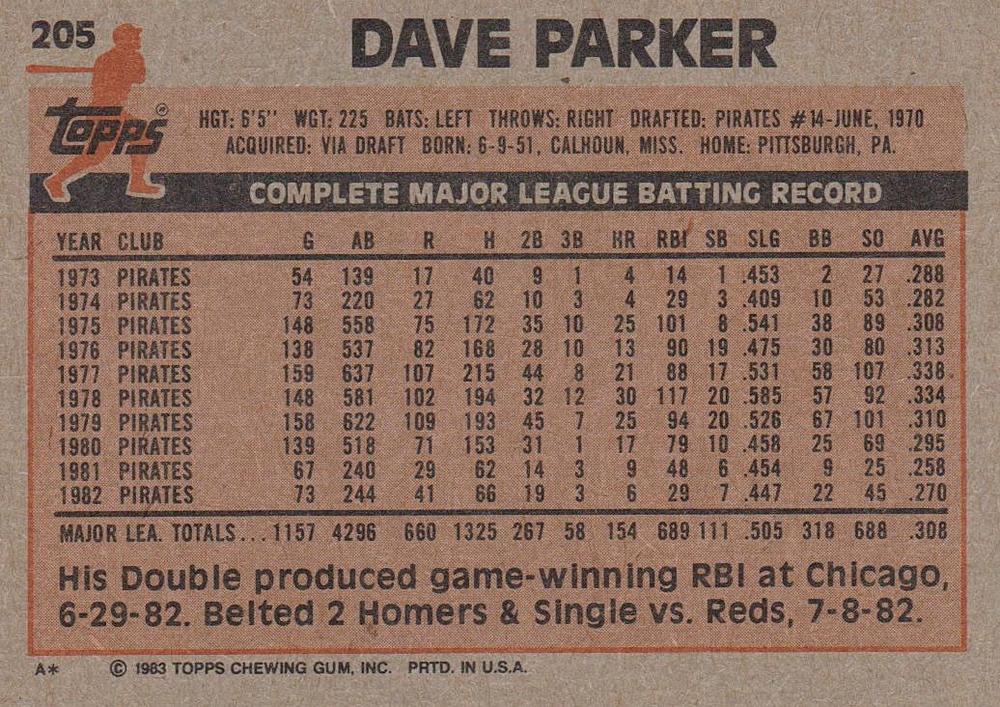 205
DAVE PARKER
Topps®
HGT: 6'5" WGT: 225 BATS: LEFT THROWS: RIGHT DRAFTED: PIRATES #14-JUNE, 1970
ACQUIRED: VIA DRAFT BORN: 6-9-51, CALHOUN, MISS. HOME: PITTSBURGH, PA.
COMPLETE MAJOR LEAGUE BATTING RECORD
YEAR CLUB G AB R H 2B 3B HR RBI SB SLG BB SO AVG
1973 PIRATES 54 139 17 40 9 1 4 14 1 .453 2 27 .288
1974 PIRATES 73 220 27 62 10 3 4 29 3 .409 10 53 .282
1975 PIRATES 148 558 75 172 35 10 25 101 8 .541 38 89 .308
1976 PIRATES 138 537 82 168 28 10 13 90 19 .475 30 80 .313
1977 PIRATES 159 637 107 215 44 8 21 88 17 .531 58 107 .338
1978 PIRATES 148 581 102 194 32 12 30 117 20 .585 57 92 .334
1979 PIRATES 158 622 109 193 45 7 25 94 20 .526 67 101 .310
1980 PIRATES 139 518 71 153 31 1 17 79 10 .458 25 69 .295
1981 PIRATES 67 240 29 62 14 3 9 48 6 .454 9 25 .258
1982 PIRATES 73 244 41 66 19 3 6 29 7 .447 22 45 .270
MAJOR LEA. TOTALS... 1157 4296 660 1325 267 58 154 689 111 .505 318 688 .308
His Double produced game-winning RBI at Chicago,
6-29-82. Belted 2 Homers & Single vs. Reds, 7-8-82.
A* © 1983 TOPPS CHEWING GUM, INC. PRTD. IN U.S.A.